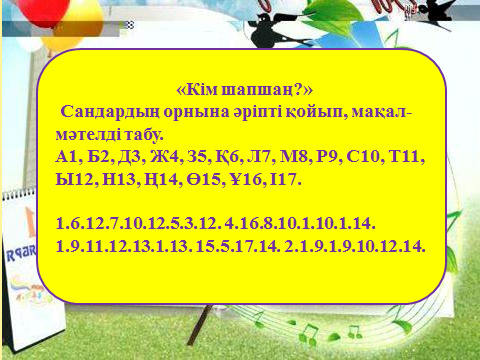 «Кім шапшаң?»
Сандардың орнына әріпті қойып, мақал-
мәтелді табу.
А1, Б2, Д3, Ж4, З5, Қ6, Л7, М8, Р9, С10, Т11,
Ы12, Н13, Ң14, Ө15, Ұ16, І17.
1.6.12.7.10.12.5.3.12. 4.16.8.10.1.10.1.14.
1.9.11.12.13.1.13. 15.5.17.14. 2.1.9.1.9.10.12.14.